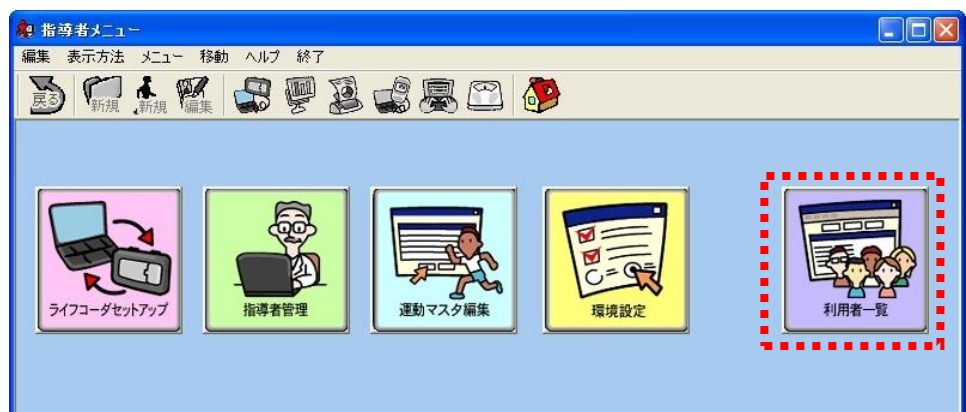 指導者メニュー
編集 表示方法 メニュー 移動 ヘルプ 終了
戻る 新規 新規 編集
ライフコーダセットアップ 指導者管理 運動マスタ編集 環境設定 利用者一覧